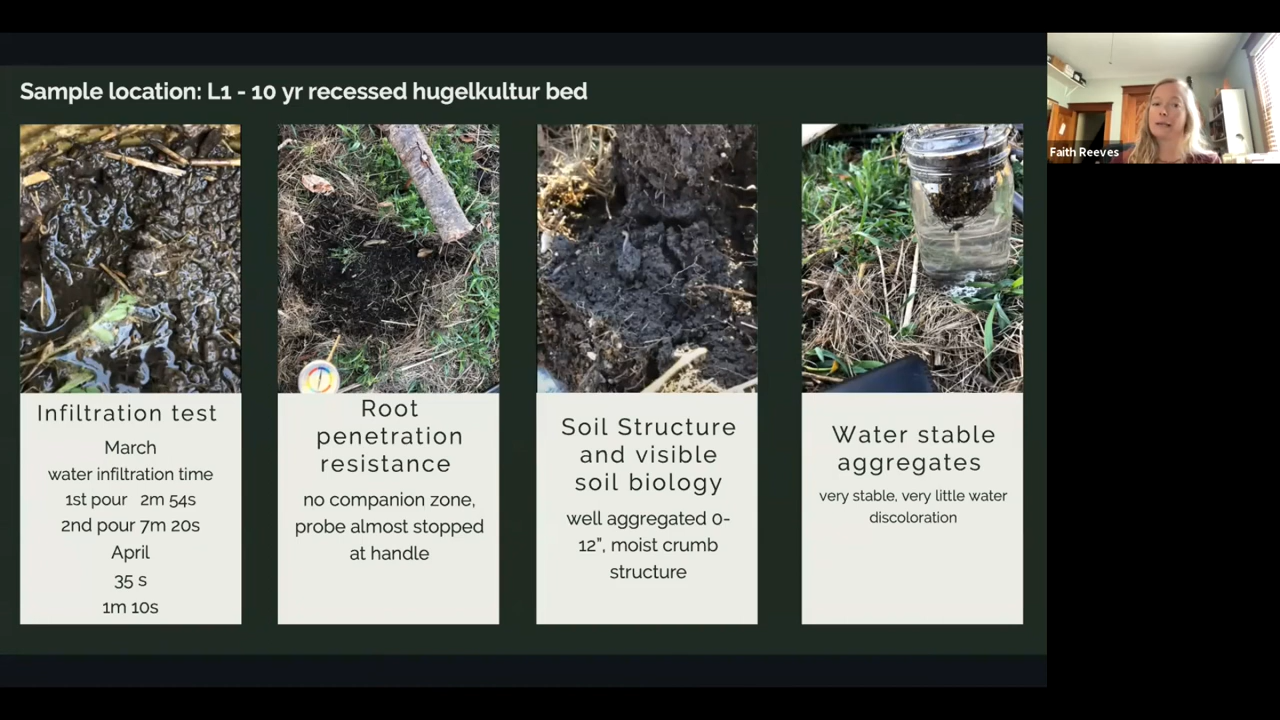 Sample location: L1 - 10 yr recessed hugelkultur bed
Infiltration test
March
water infiltration time
1st pour 2m 54s
2nd pour 7m 20s
April
35 s
1m 10s
Root
penetration
resistance
no companion zone,
probe almost stopped
at handle
Soil Structure
and visible
soil biology
well aggregated 0-
12", moist crumb
structure
Water stable
aggregates
very stable, very little water
discoloration
Faith Reeves